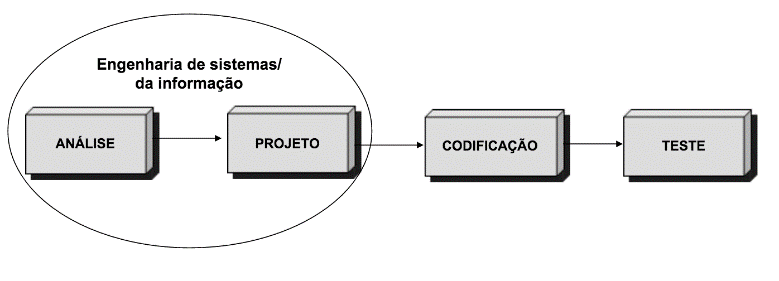 Engenharia de sistemas/
da informação
ANÁLISE
PROJETO
CODIFICAÇÃO
TESTE